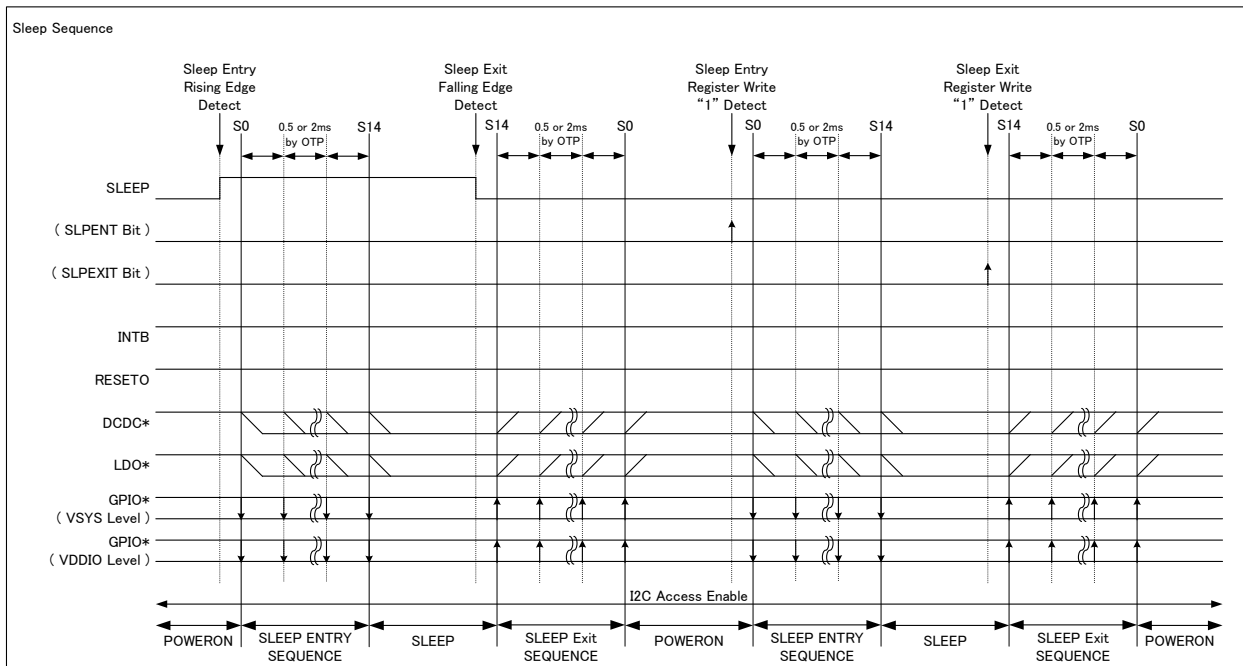 Sleep Sequence
Sleep Entry
Rising Edge
Detect
Sleep Exit
Falling Edge
Detect
Sleep Entry
Register Write
“1” Detect
Sleep Exit
Register Write
“1” Detect
S0
0.5 or 2ms
by OTP
S14
S14
0.5 or 2ms
by OTP
S0
S0
0.5 or 2ms
by OTP
S14
S14
0.5 or 2ms
by OTP
S0
SLEEP
( SLPENT Bit )
( SLPEXIT Bit )
INTB
RESETO
DCDC*
LDO*
GPIO*
( VSYS Level )
GPIO*
( VDDIO Level )
I2C Access Enable
POWERON
SLEEP ENTRY
SEQUENCE
SLEEP
SLEEP Exit
SEQUENCE
POWERON
SLEEP ENTRY
SEQUENCE
SLEEP
SLEEP Exit
SEQUENCE
POWERON